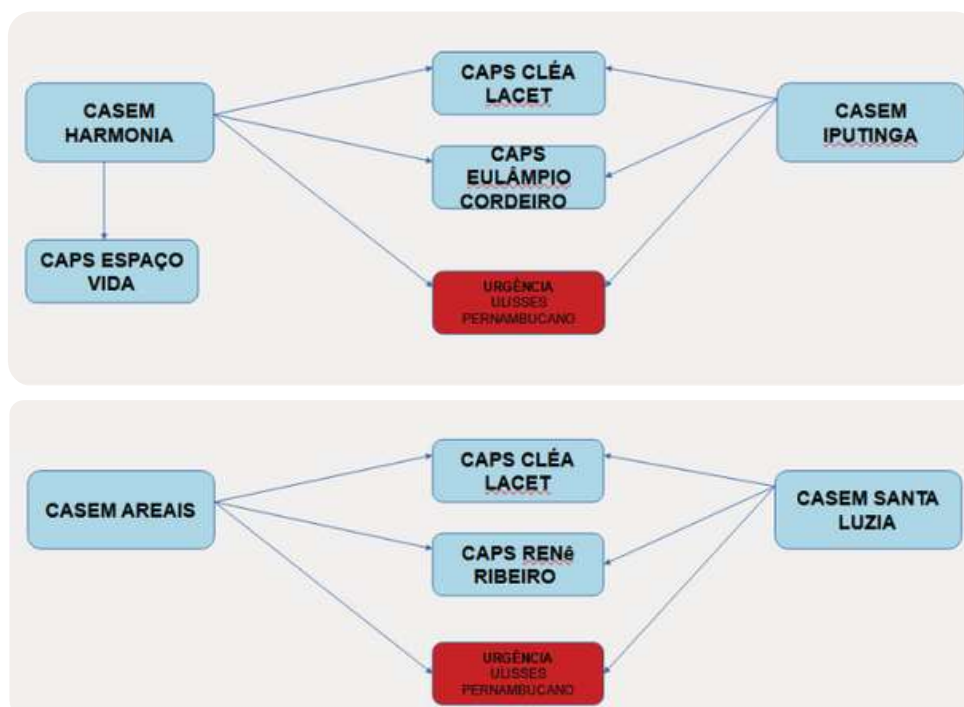 CAPS CLÉA
LACET
CASEM
HARMONIA
CASEM
IPUTINGA
CAPS
EULÂMPIO
CORDEIRO
CAPS ESPAÇO
VIDA
URGÊNCIA
ULISSES
PERNAMBUCANO
CAPS CLÉA
LACET
CASEM AREAIS
CASEM SANTA
LUZIA
CAPS RENê
RIBEIRO
URGÊNCIA
ULISSES
PERNAMBUCANO